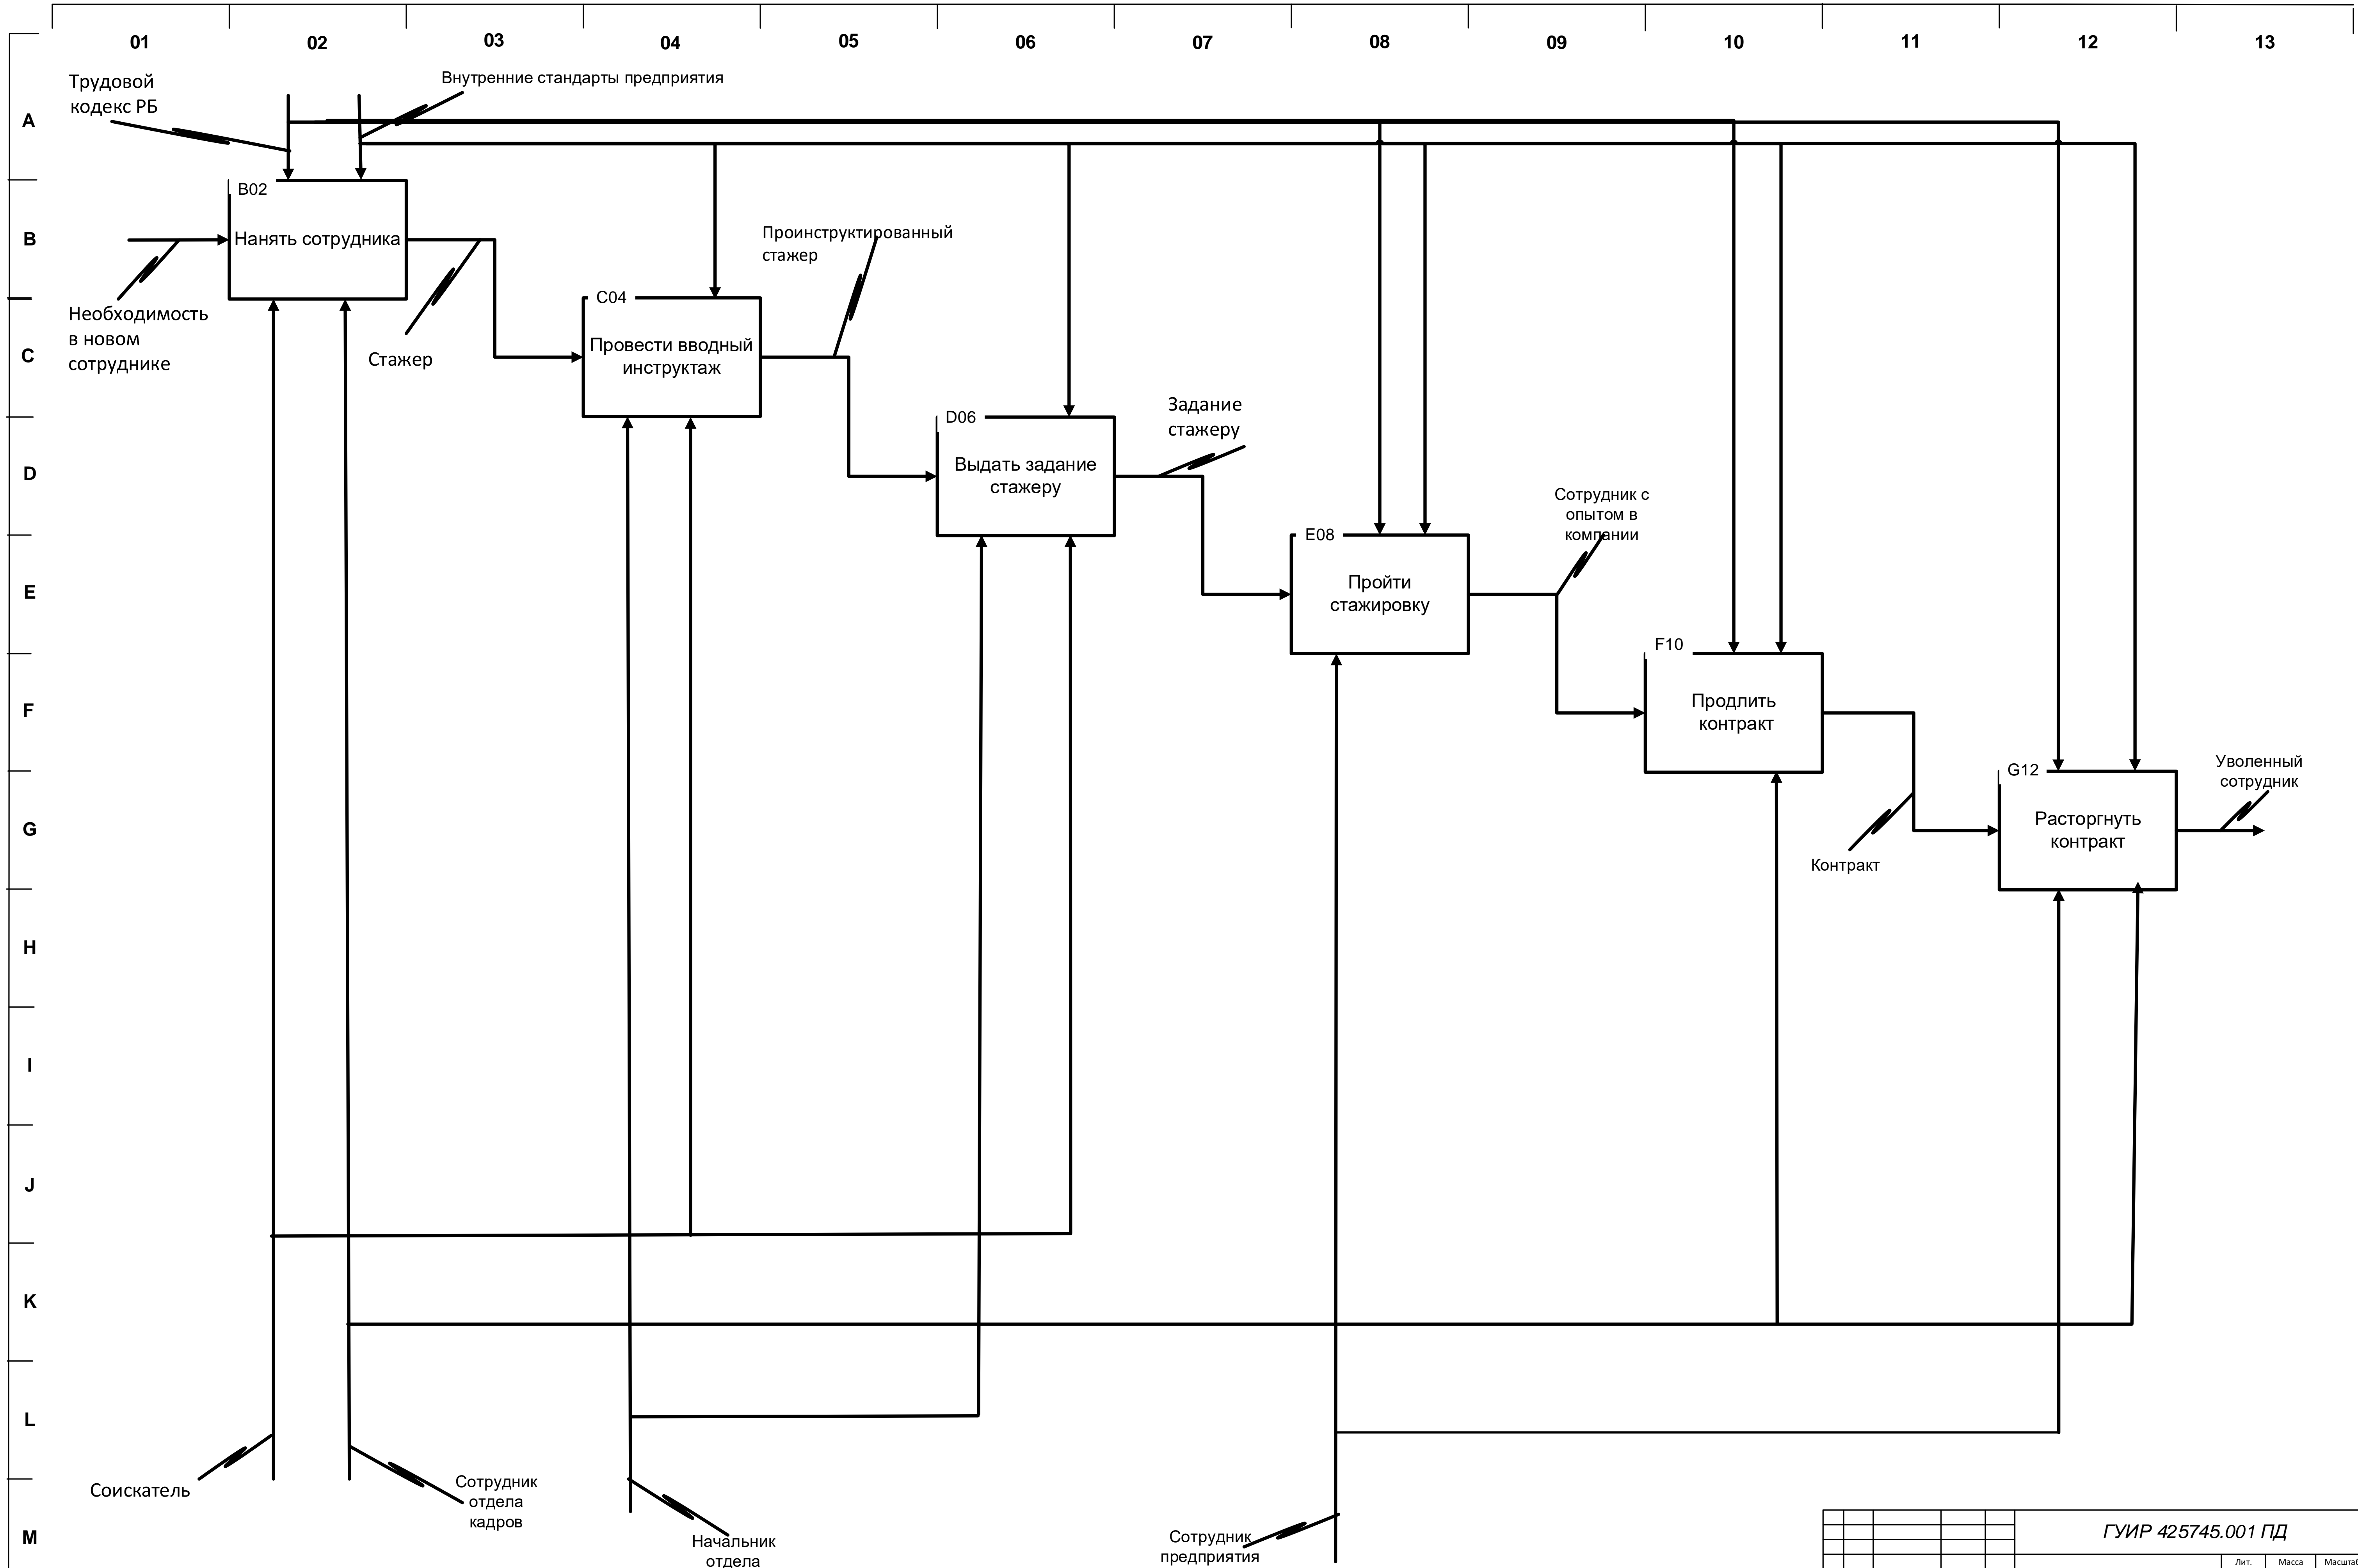 01 02 03 04 05 06 07 08 09 10 11 12 13
Трудовой
кодекс РБ
Внутренние стандарты предприятия
A
B02
B
Нанять сотрудника
Проинструктированный
стажер
Необходимость
в новом
сотруднике
Стажер
C04
C
Провести вводный
инструктаж
Задание
стажеру
D06
D
Выдать задание
стажеру
Сотрудник с
опытом в
компании
E08
E
Пройти
стажировку
F10
F
Продлить
контракт
G12
Уволенный
сотрудник
G
Расторгнуть
контракт
Контракт
H
I
J
K
L
Соискатель
Сотрудник
отдела
кадров
M
Начальник
отдела
Сотрудник
предприятия
ГУИР 425745.001 ПД
Лит. Масса Масштаб